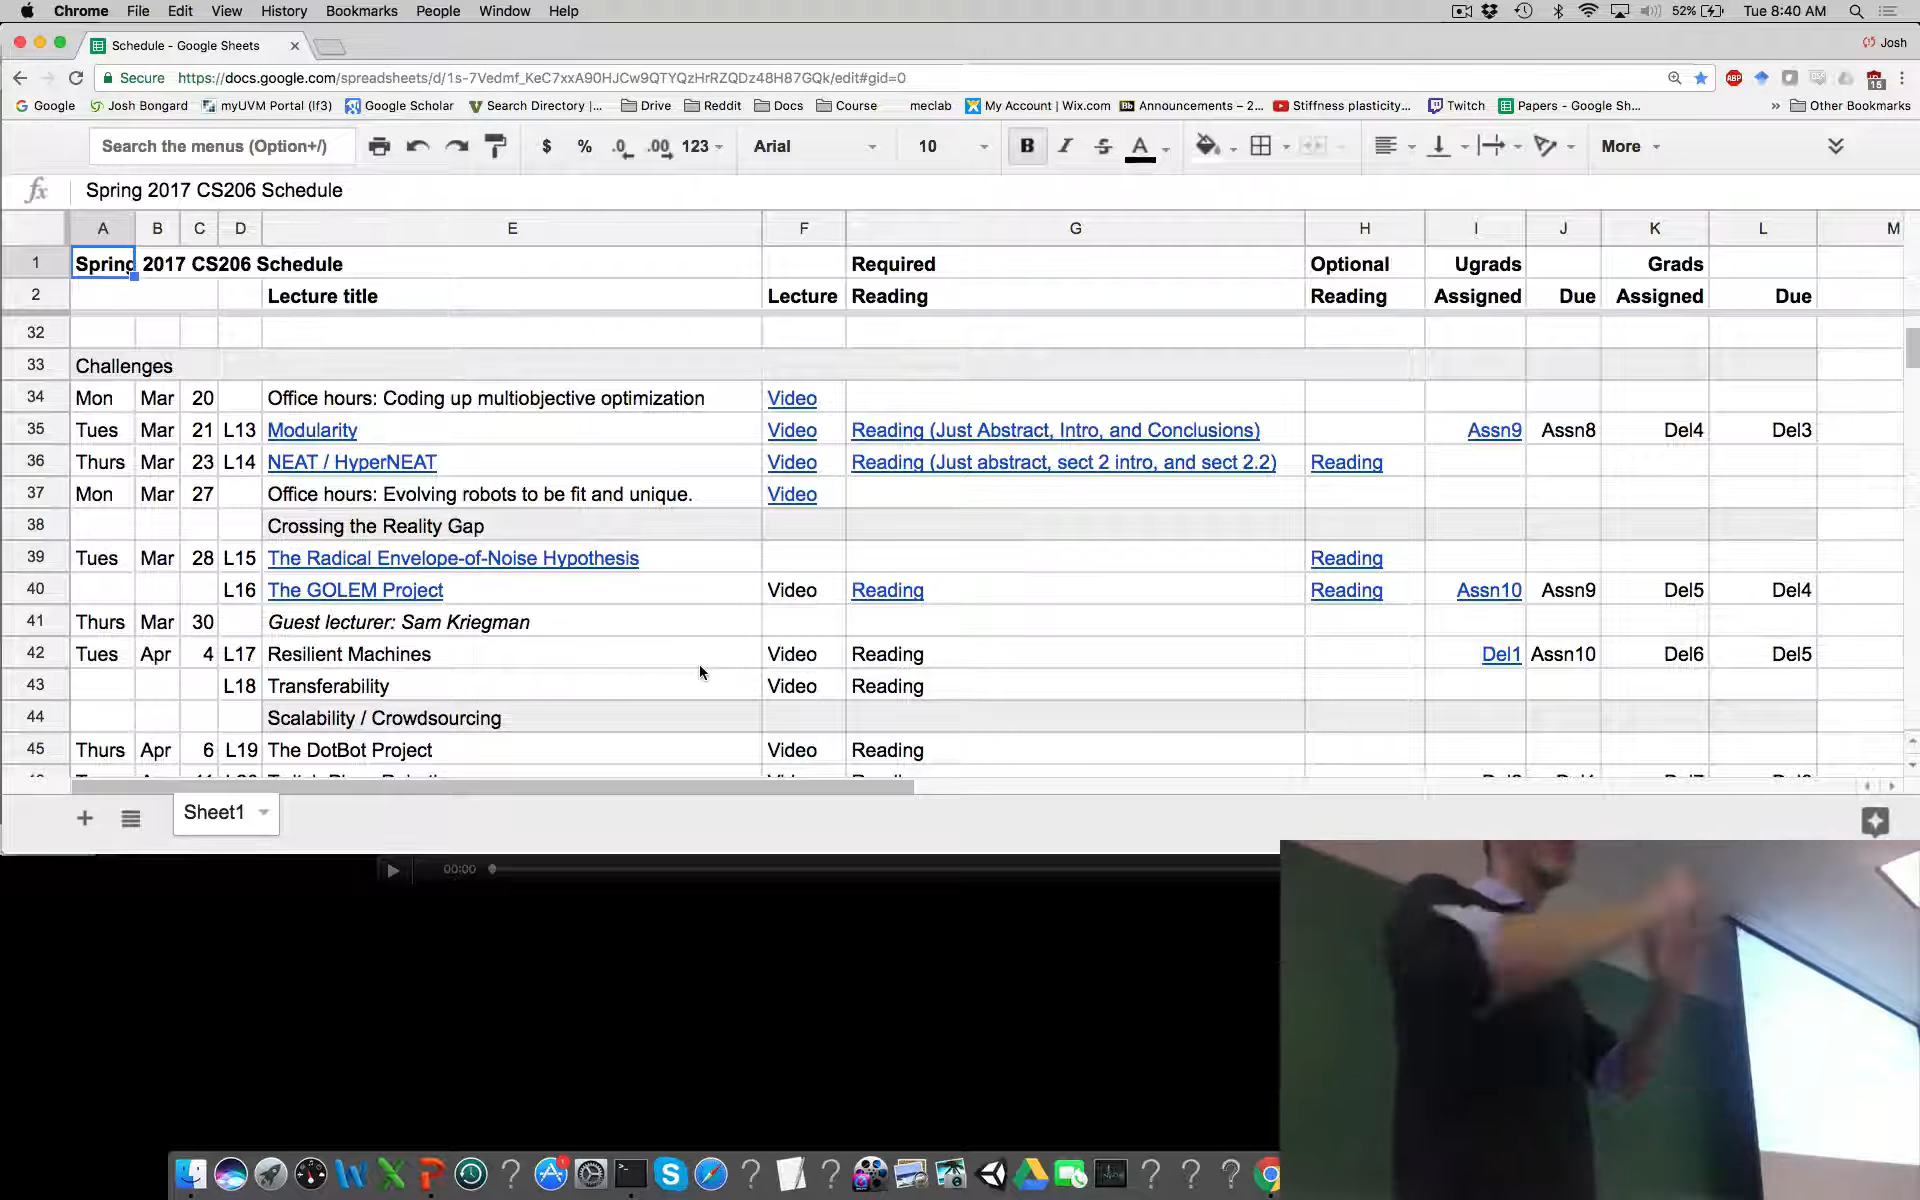 Chrome File Edit View History Bookmarks People Window Help 52% Tue 8:40 AM
Schedule - Google Sheets Josh
Secure https://docs.google.com/spreadsheets/d/1s-7Vedmf_KeC7xxA90HJCw9QTYQzHrRZQDz48H87GQk/edit#gid=0 ABP 15
Google Josh Bongard myUVM Portal (lf3) Google Scholar Search Directory |... Drive Reddit Docs Course meclab My Account | Wix.com Bb Announcements – 2... Stiffness plasticity... Twitch Papers - Google Sh... » Other Bookmarks
Search the menus (Option+/) $ % .0 .00 123 Arial 10 B I S A More
fx Spring 2017 CS206 Schedule
A B C D E F G H I J K L M
1 Spring 2017 CS206 Schedule Required Optional Ugrads Grads
2 Lecture title Lecture Reading Reading Assigned Due Assigned Due
32
33 Challenges
34 Mon Mar 20 Office hours: Coding up multiobjective optimization Video
35 Tues Mar 21 L13 Modularity Video Reading (Just Abstract, Intro, and Conclusions) Assn9 Assn8 Del4 Del3
36 Thurs Mar 23 L14 NEAT / HyperNEAT Video Reading (Just abstract, sect 2 intro, and sect 2.2) Reading
37 Mon Mar 27 Office hours: Evolving robots to be fit and unique. Video
38 Crossing the Reality Gap
39 Tues Mar 28 L15 The Radical Envelope-of-Noise Hypothesis Reading
40 L16 The GOLEM Project Video Reading Reading Assn10 Assn9 Del5 Del4
41 Thurs Mar 30 Guest lecturer: Sam Kriegman
42 Tues Apr 4 L17 Resilient Machines Video Reading Del1 Assn10 Del6 Del5
43 L18 Transferability Video Reading
44 Scalability / Crowdsourcing
45 Thurs Apr 6 L19 The DotBot Project Video Reading
+ Sheet1
00:00